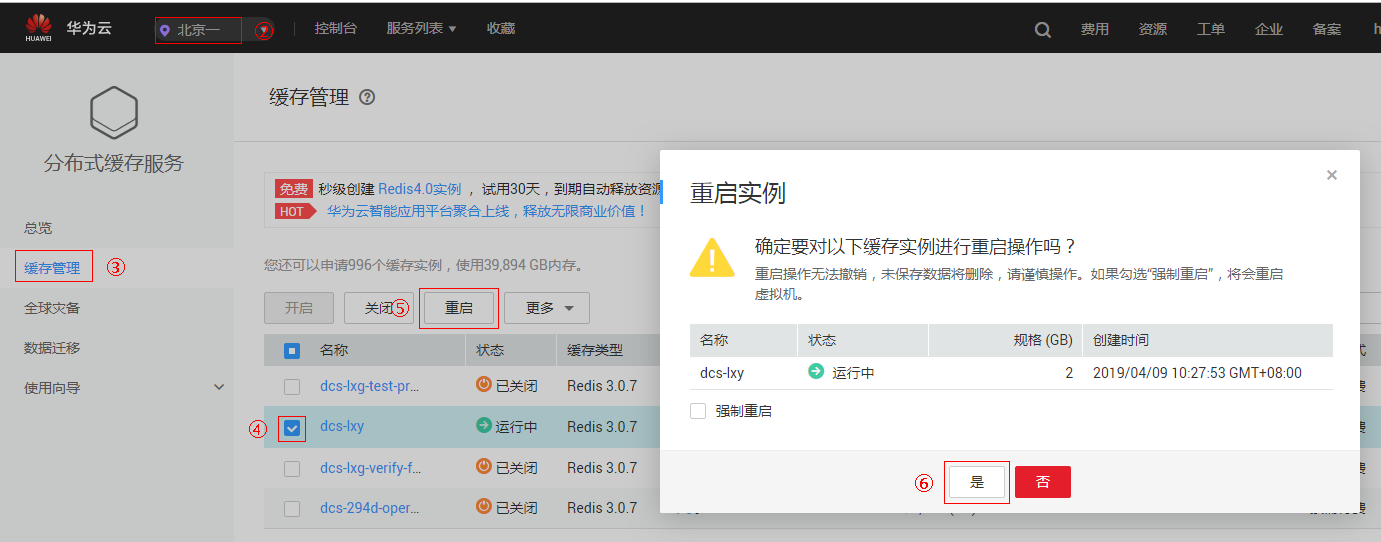 HUAWEI 华为云 北京一 ② 控制台 服务列表 收藏 费用 资源 工单 企业 备案
分布式缓存服务
总览
缓存管理 ③
全球灾备
数据迁移
使用向导
缓存管理 ?
免费 秒级创建 Redis4.0实例 ，试用30天，到期自动释放资源
HOT 华为云智能应用平台聚合上线，释放无限商业价值！
您还可以申请996个缓存实例，使用39,894 GB内存。
开启 关闭 ⑤ 重启 更多
名称 状态 缓存类型 式
dcs-lxg-test-pr... 已关闭 Redis 3.0.7
④ dcs-lxy 运行中 Redis 3.0.7
dcs-lxg-verify-f... 已关闭 Redis 3.0.7
dcs-294d-oper... 已关闭 Redis 3.0.7
重启实例 ×
确定要对以下缓存实例进行重启操作吗？
重启操作无法撤销，未保存数据将删除，请谨慎操作。如果勾选“强制重启”，将会重启
虚拟机。
名称 状态 规格 (GB) 创建时间
dcs-lxy 运行中 2 2019/04/09 10:27:53 GMT+08:00
强制重启
⑥ 是 否